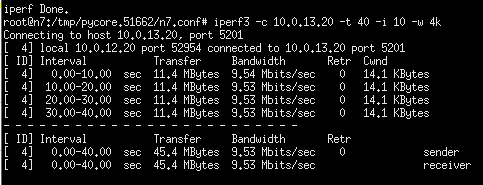 iperf Done.
root@n7:/tmp/pycore.51662/n7.conf# iperf3 -c 10.0.13.20 -t 40 -i 10 -w 4k
Connecting to host 10.0.13.20, port 5201
[  4] local 10.0.12.20 port 52954 connected to 10.0.13.20 port 5201
[ ID] Interval           Transfer     Bandwidth       Retr  Cwnd
[  4]   0.00-10.00  sec  11.4 MBytes  9.54 Mbits/sec    0   14.1 KBytes
[  4]  10.00-20.00  sec  11.4 MBytes  9.53 Mbits/sec    0   14.1 KBytes
[  4]  20.00-30.00  sec  11.4 MBytes  9.53 Mbits/sec    0   14.1 KBytes
[  4]  30.00-40.00  sec  11.4 MBytes  9.53 Mbits/sec    0   14.1 KBytes
- - - - - - - - - - - - - - - - - - - - - - - - -
[ ID] Interval           Transfer     Bandwidth       Retr
[  4]   0.00-40.00  sec  45.4 MBytes  9.53 Mbits/sec    0             sender
[  4]   0.00-40.00  sec  45.4 MBytes  9.53 Mbits/sec                  receiver